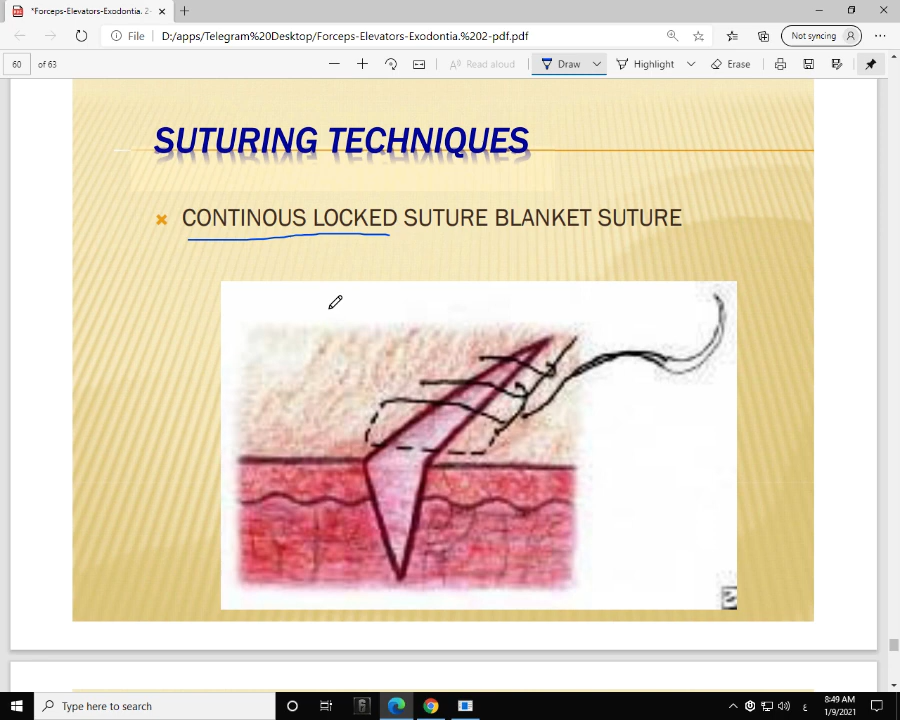 *Forceps-Elevators-Exodontia. 2-
File
D:/apps/Telegram%20Desktop/Forceps-Elevators-Exodontia.%202-pdf.pdf
Not syncing
60 of 63
Read aloud
Draw
Highlight
Erase
SUTURING TECHNIQUES
CONTINOUS LOCKED SUTURE BLANKET SUTURE
Type here to search
ع
8:49 AM
1/9/2021